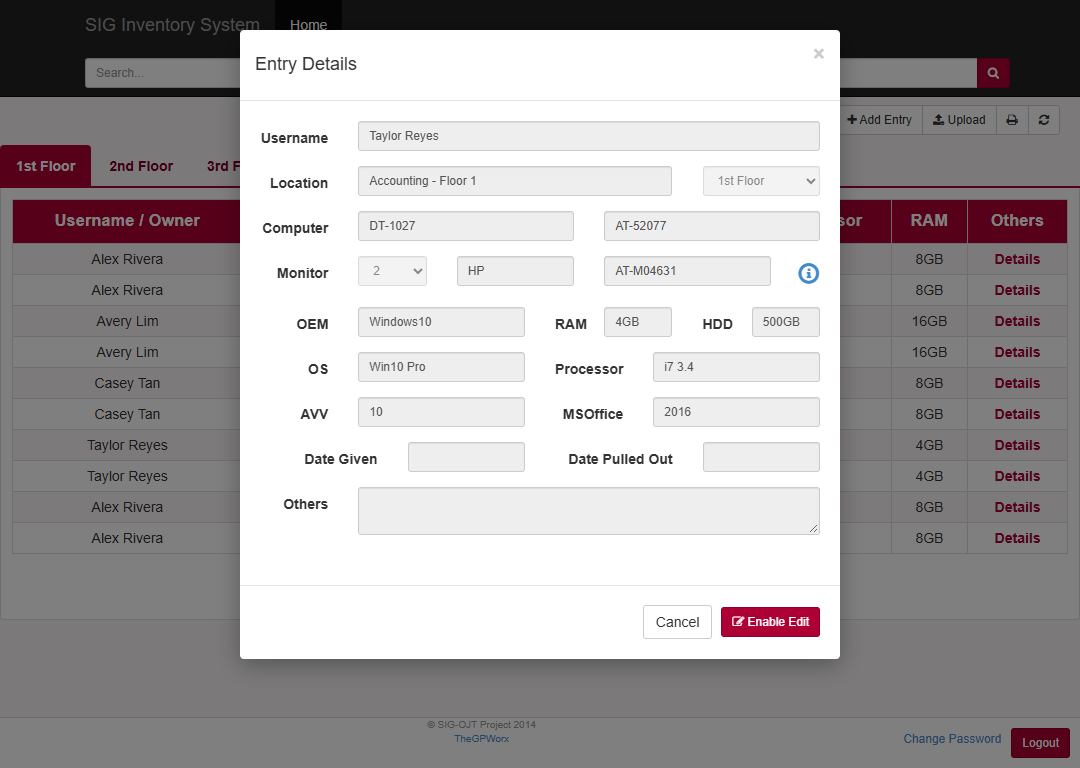 SIG Inventory System Home
Search...
Entry Details ×
Add Entry Upload
1st Floor 2nd Floor 3rd F
Username Taylor Reyes
Location Accounting - Floor 1 1st Floor
Computer DT-1027 AT-52077
Monitor 2 HP AT-M04631
OEM Windows10 RAM 4GB HDD 500GB
OS Win10 Pro Processor i7 3.4
AVV 10 MSOffice 2016
Date Given Date Pulled Out
Others
Cancel Enable Edit
Username / Owner sor RAM Others
Alex Rivera 8GB Details
Alex Rivera 8GB Details
Avery Lim 16GB Details
Avery Lim 16GB Details
Casey Tan 8GB Details
Casey Tan 8GB Details
Taylor Reyes 4GB Details
Taylor Reyes 4GB Details
Alex Rivera 8GB Details
Alex Rivera 8GB Details
© SIG-OJT Project 2014
TheGPWorx
Change Password Logout